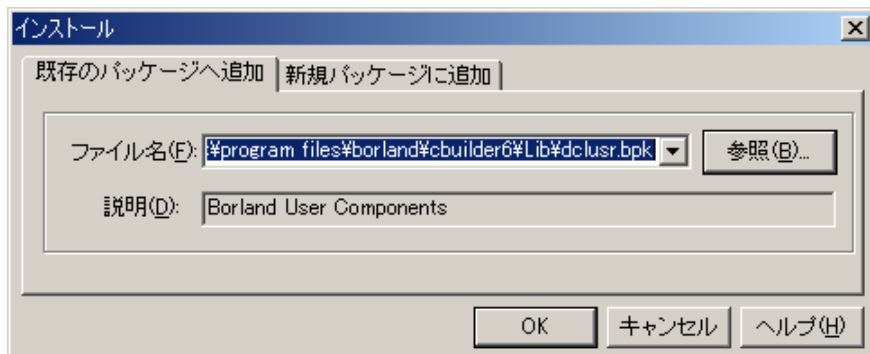 インストール
既存のパッケージへ追加 新規パッケージに追加
ファイル名(F): :¥program files¥borland¥cbuilder6¥Lib¥dclusr.bpk 参照(B)...
説明(D): Borland User Components
OK キャンセル ヘルプ(H)